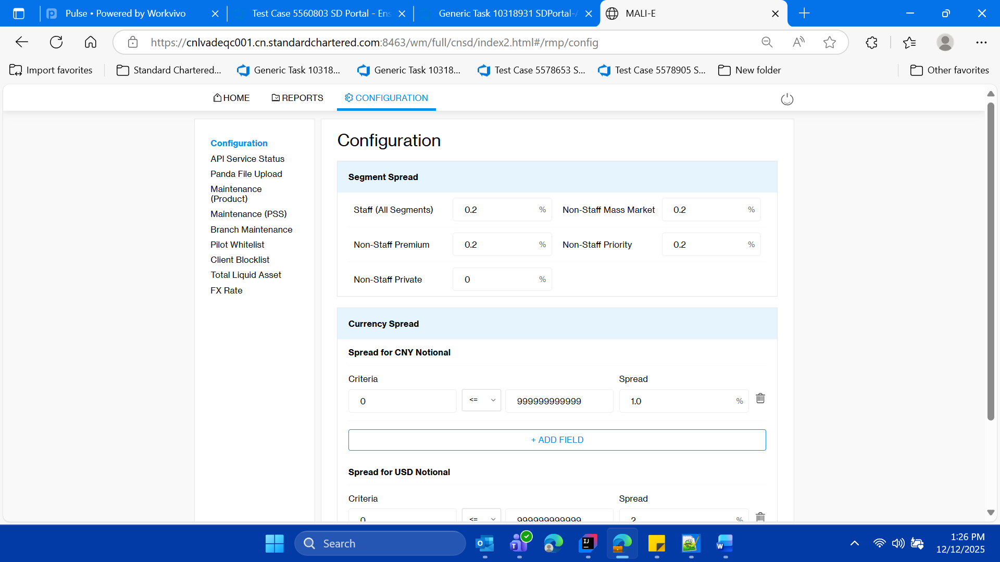 Pulse • Powered by Workvivo
Test Case 5560803 SD Portal - Ens
Generic Task 10318931 SDPortal-A
MALI-E
https://cnlvadeqc001.cn.standardchartered.com:8463/wm/full/cnsd/index2.html#/rmp/config
Import favorites
Standard Chartered...
Generic Task 10318...
Generic Task 10318...
Test Case 5578653 S...
Test Case 5578905 S...
New folder
Other favorites
HOME
REPORTS
CONFIGURATION
Configuration
API Service Status
Panda File Upload
Maintenance
(Product)
Maintenance (PSS)
Branch Maintenance
Pilot Whitelist
Client Blocklist
Total Liquid Asset
FX Rate
Configuration
Segment Spread
Staff (All Segments) 0.2 % Non-Staff Mass Market 0.2 %
Non-Staff Premium 0.2 % Non-Staff Priority 0.2 %
Non-Staff Private 0 %
Currency Spread
Spread for CNY Notional
Criteria Spread
0 <= 999999999999 1.0 %
+ ADD FIELD
Spread for USD Notional
Criteria Spread
0 <= 999999999999 2 %
Search
1:26 PM
12/12/2025